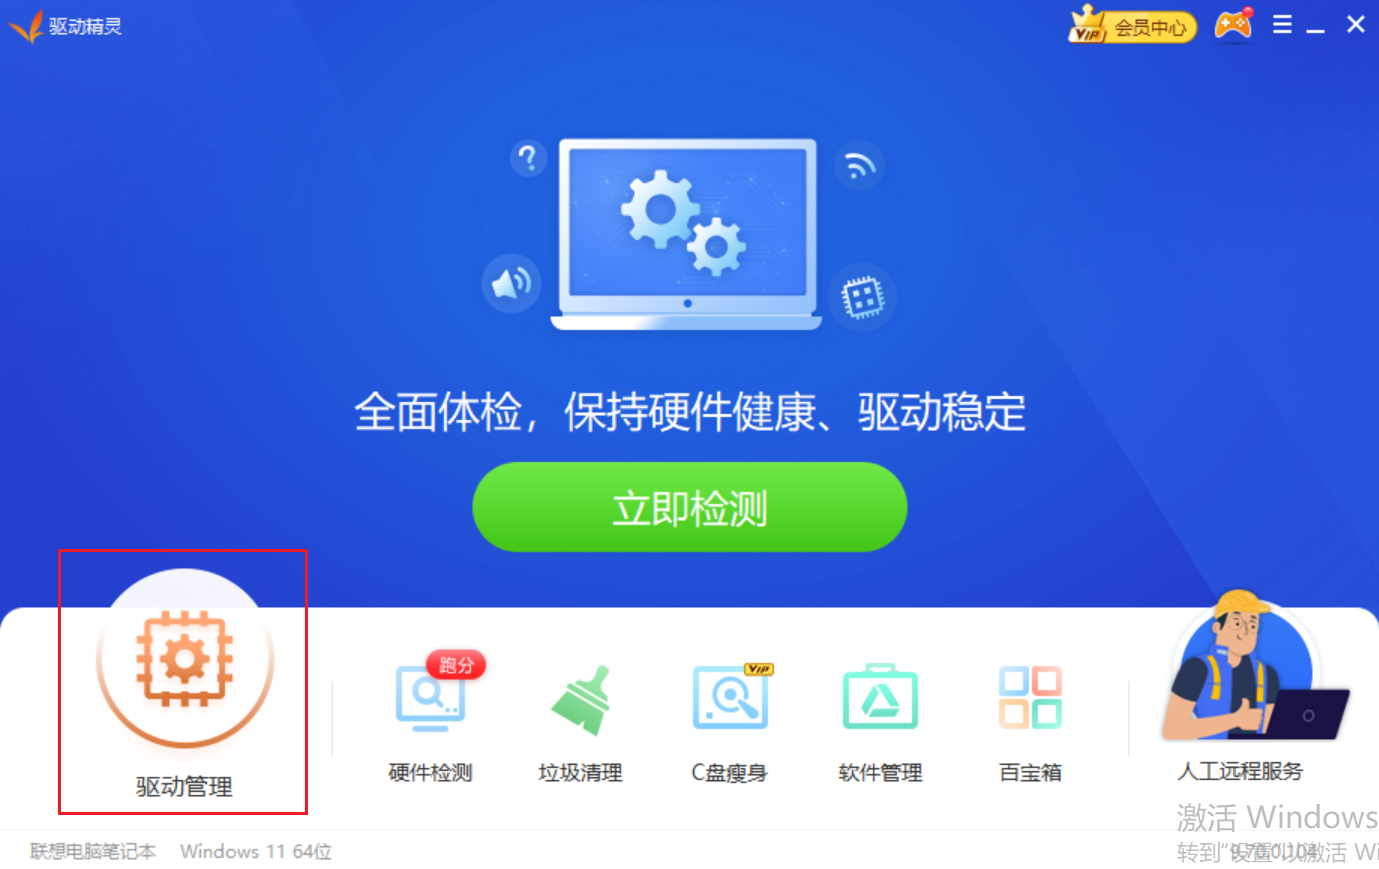 驱动精灵
VIP 会员中心
全面体检，保持硬件健康、驱动稳定
立即检测
跑分
VIP
驱动管理
硬件检测
垃圾清理
C盘瘦身
软件管理
百宝箱
人工远程服务
激活 Windows
联想电脑笔记本 Windows 11 64位
转到“设置”以激活 Wi